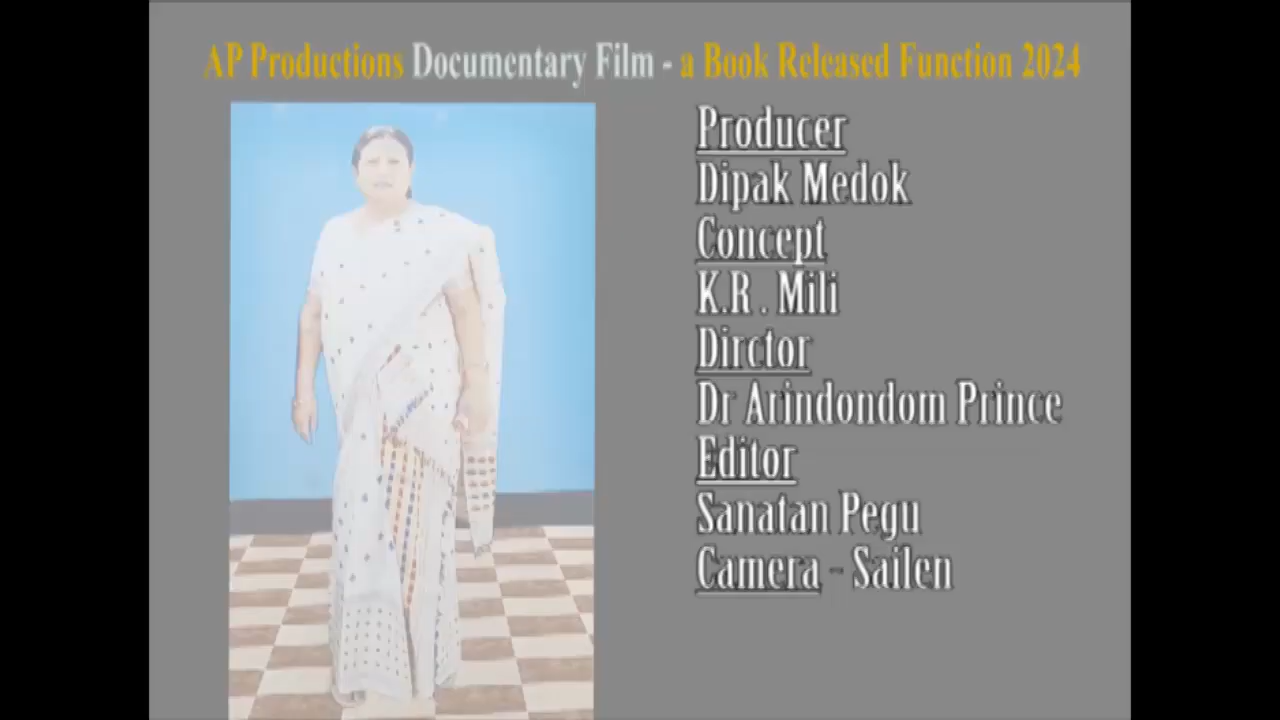 AP Productions Documentary Film - a Book Released Function 2024
Producer
Dipak Medok
Concept
K.R . Mili
Dirctor
Dr Arindondom Prince
Editor
Sanatan Pegu
Camera - Sailen